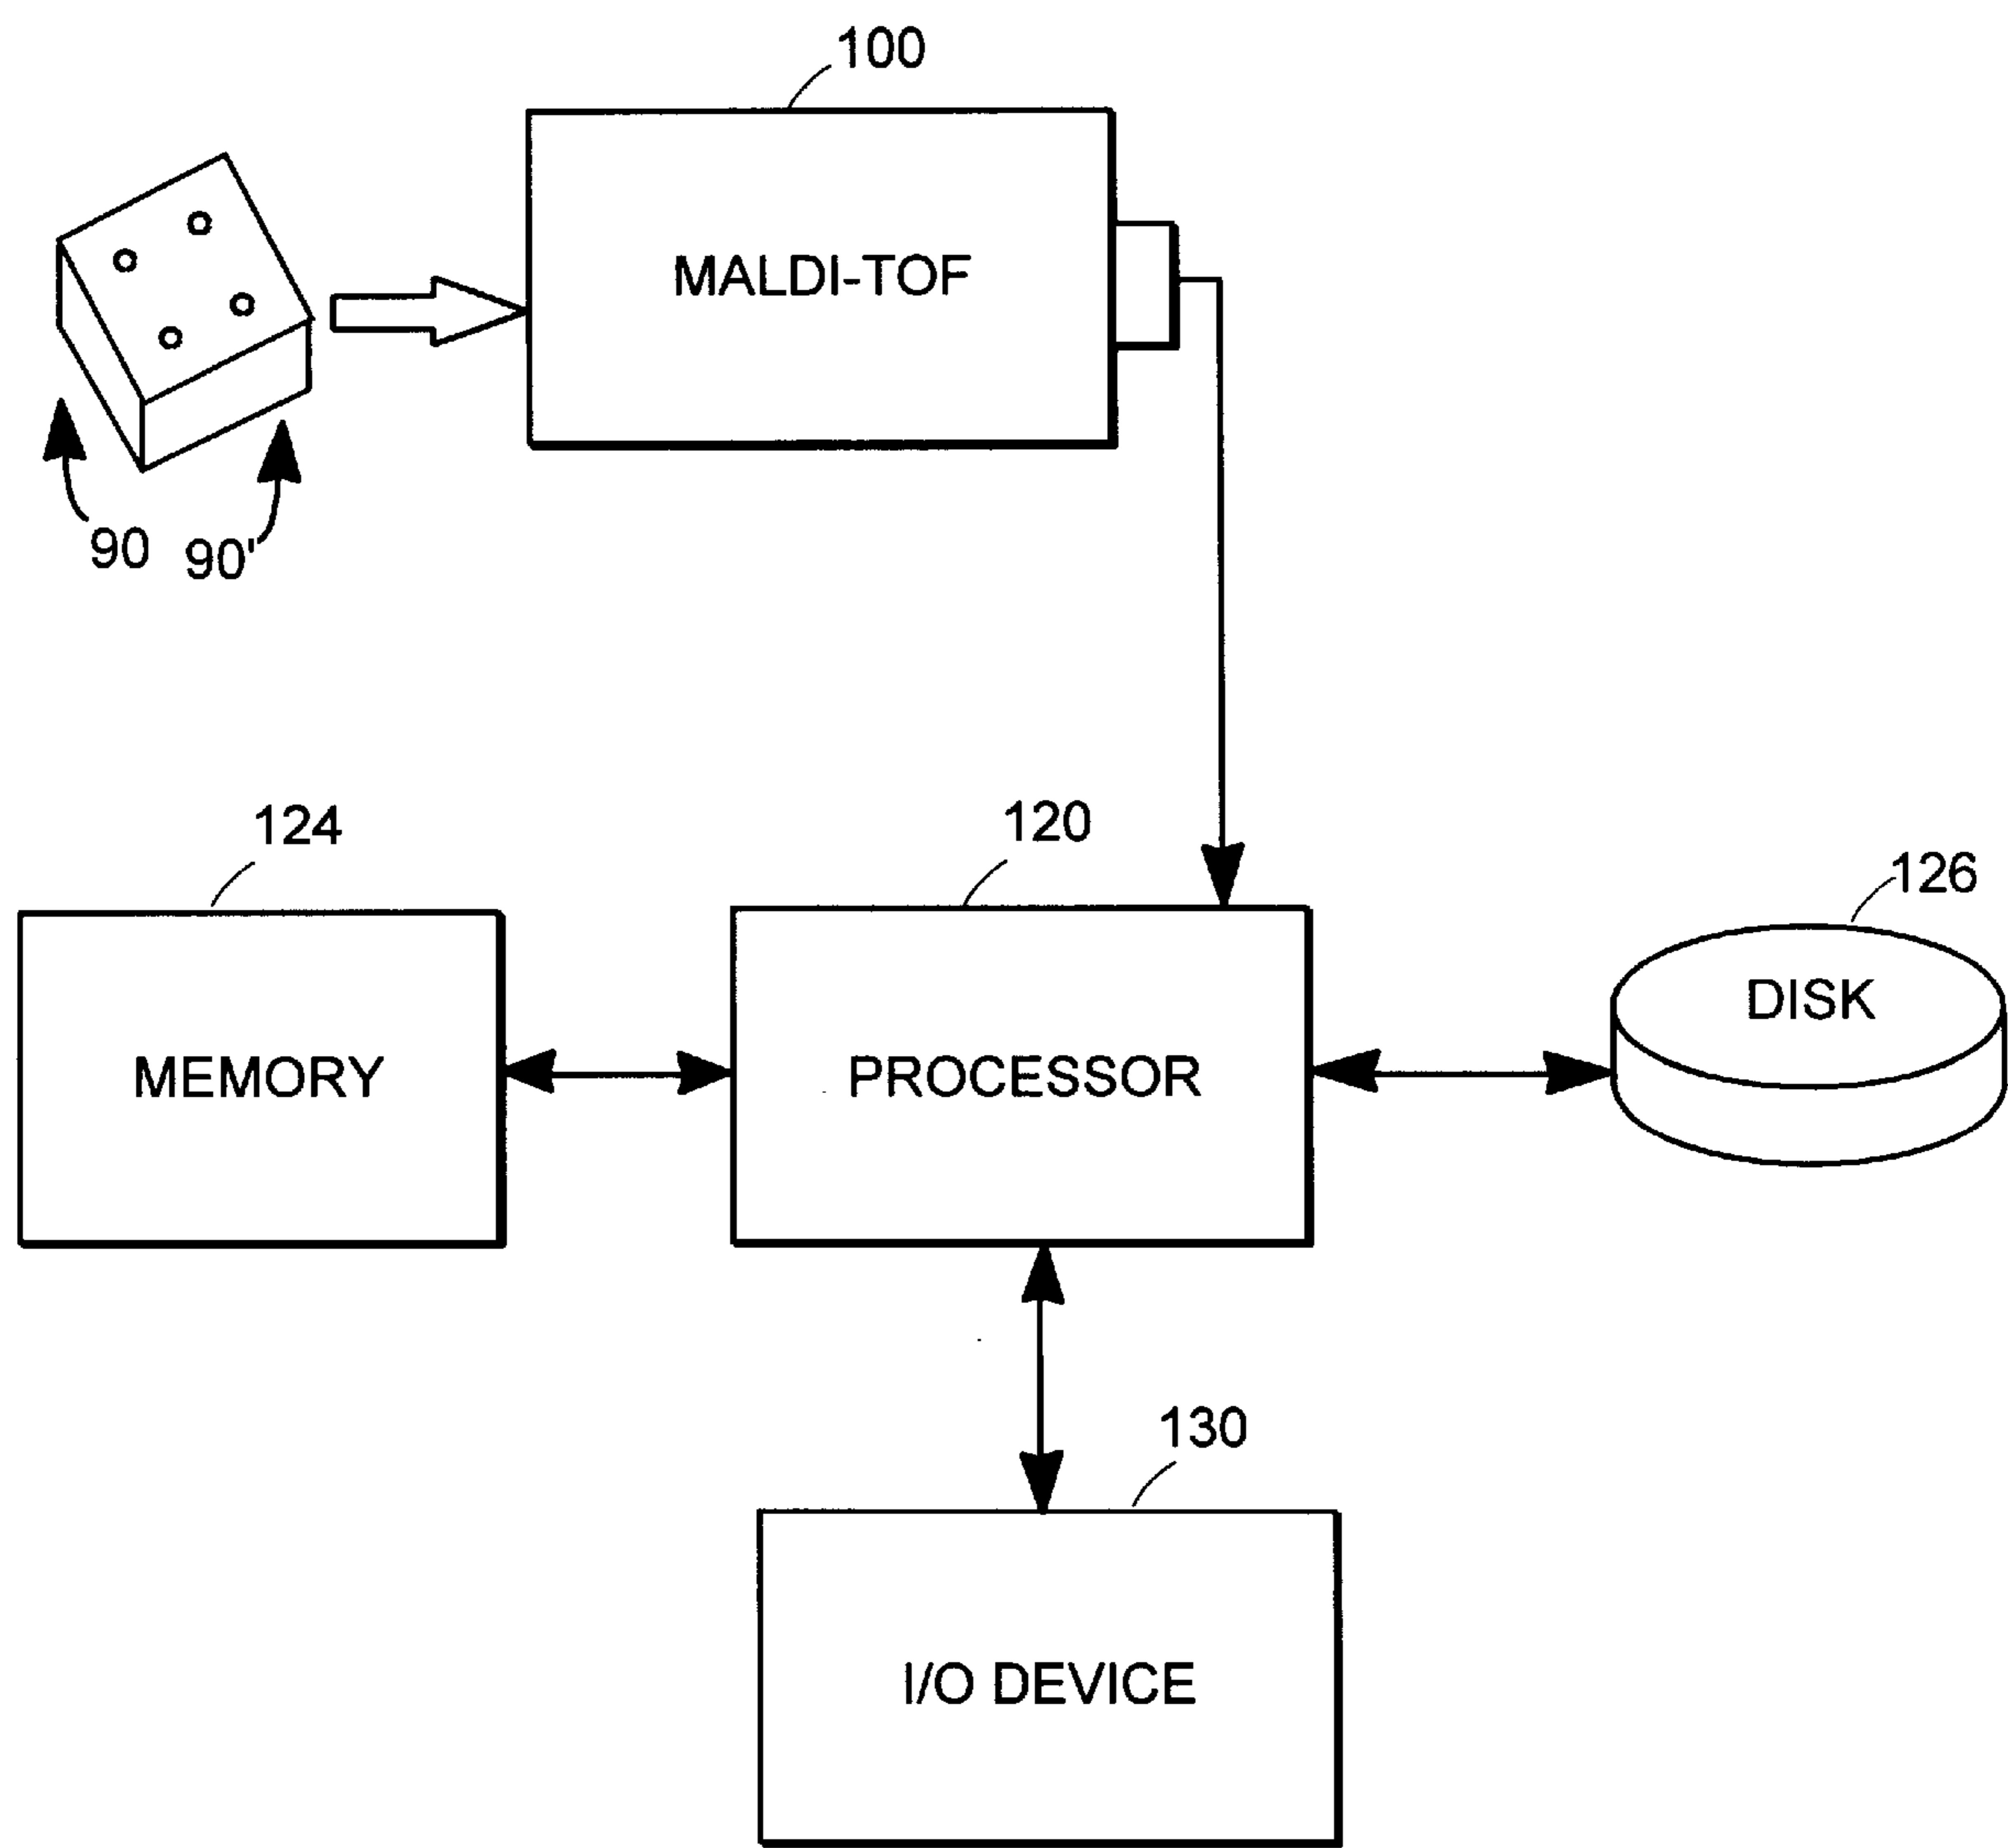 100
MALDI-TOF
90
90'
124
120
126
MEMORY
PROCESSOR
DISK
130
I/O DEVICE